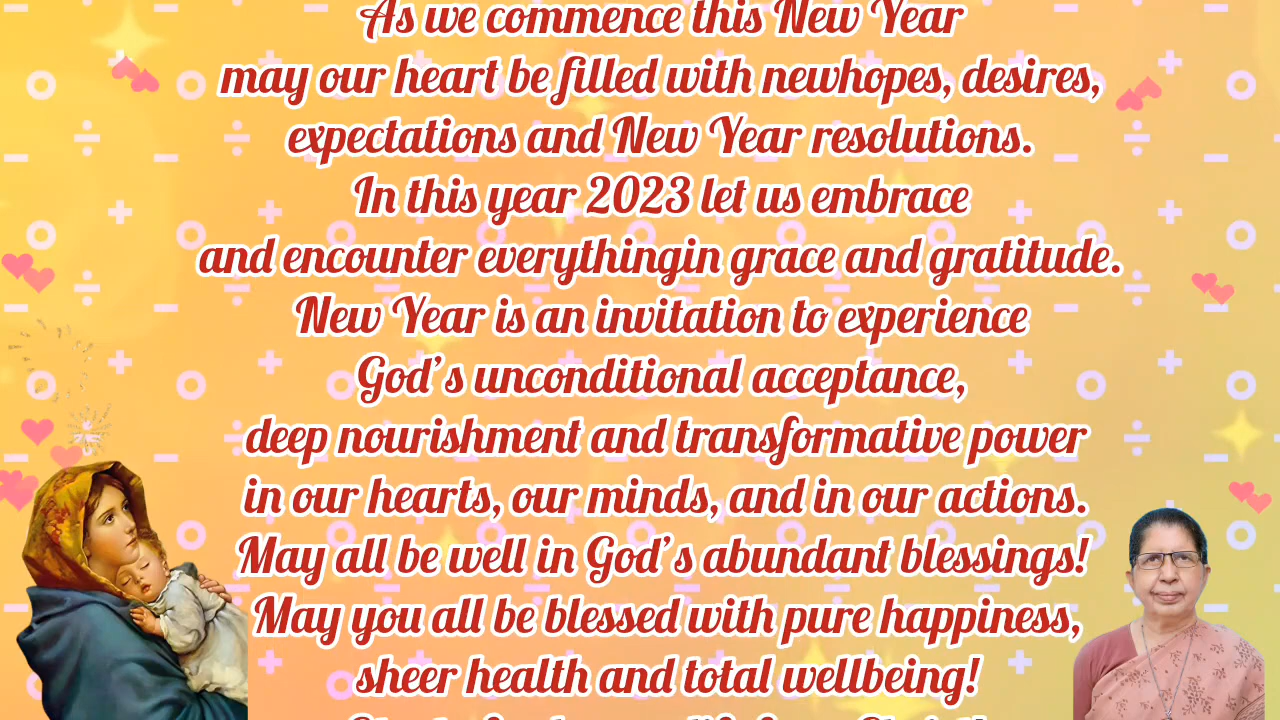 As we commence this New Year
may our heart be filled with newhopes, desires,
expectations and New Year resolutions.
In this year 2023 let us embrace
and encounter everythingin grace and gratitude.
New Year is an invitation to experience
God's unconditional acceptance,
deep nourishment and transformative power
in our hearts, our minds, and in our actions.
May all be well in God's abundant blessings!
May you all be blessed with pure happiness,
sheer health and total wellbeing!